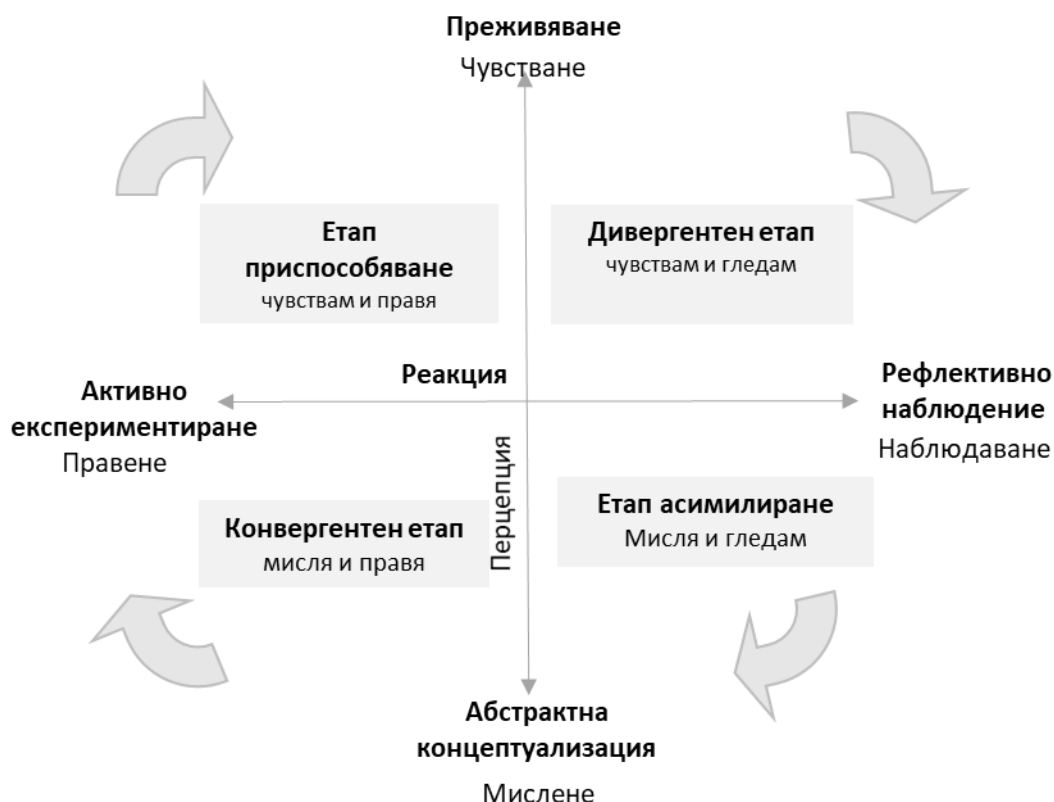 Преживяване
Чувстване
Етап
приспособяване
чувствам и правя
Дивергентен етап
чувствам и гледам
Реакция
Активно
експериментиране
Правене
Рефлективно
наблюдение
Наблюдаване
Перцепция
Конвергентен етап
мисля и правя
Етап асимилиране
Мисля и гледам
Абстрактна
концептуализация
Мислене